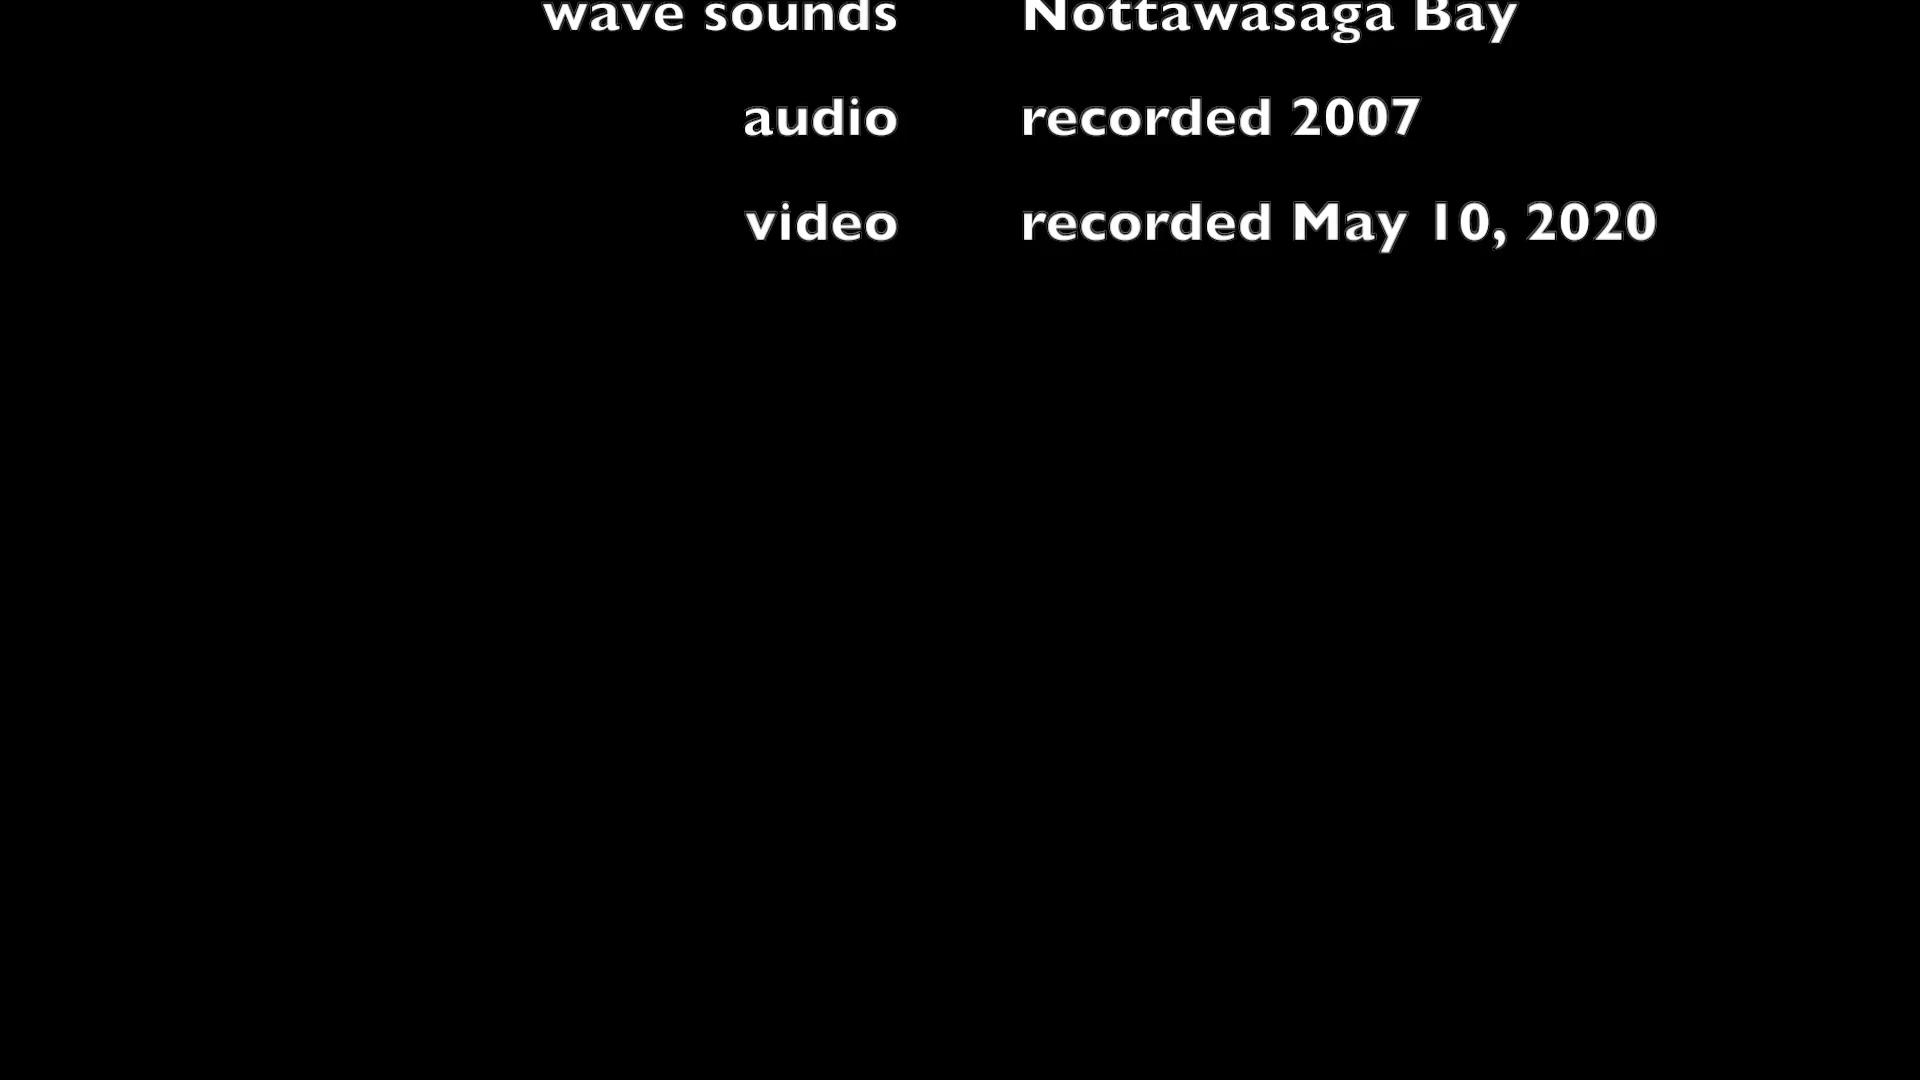 wave sounds Nottawasaga Bay
audio recorded 2007
video recorded May 10, 2020